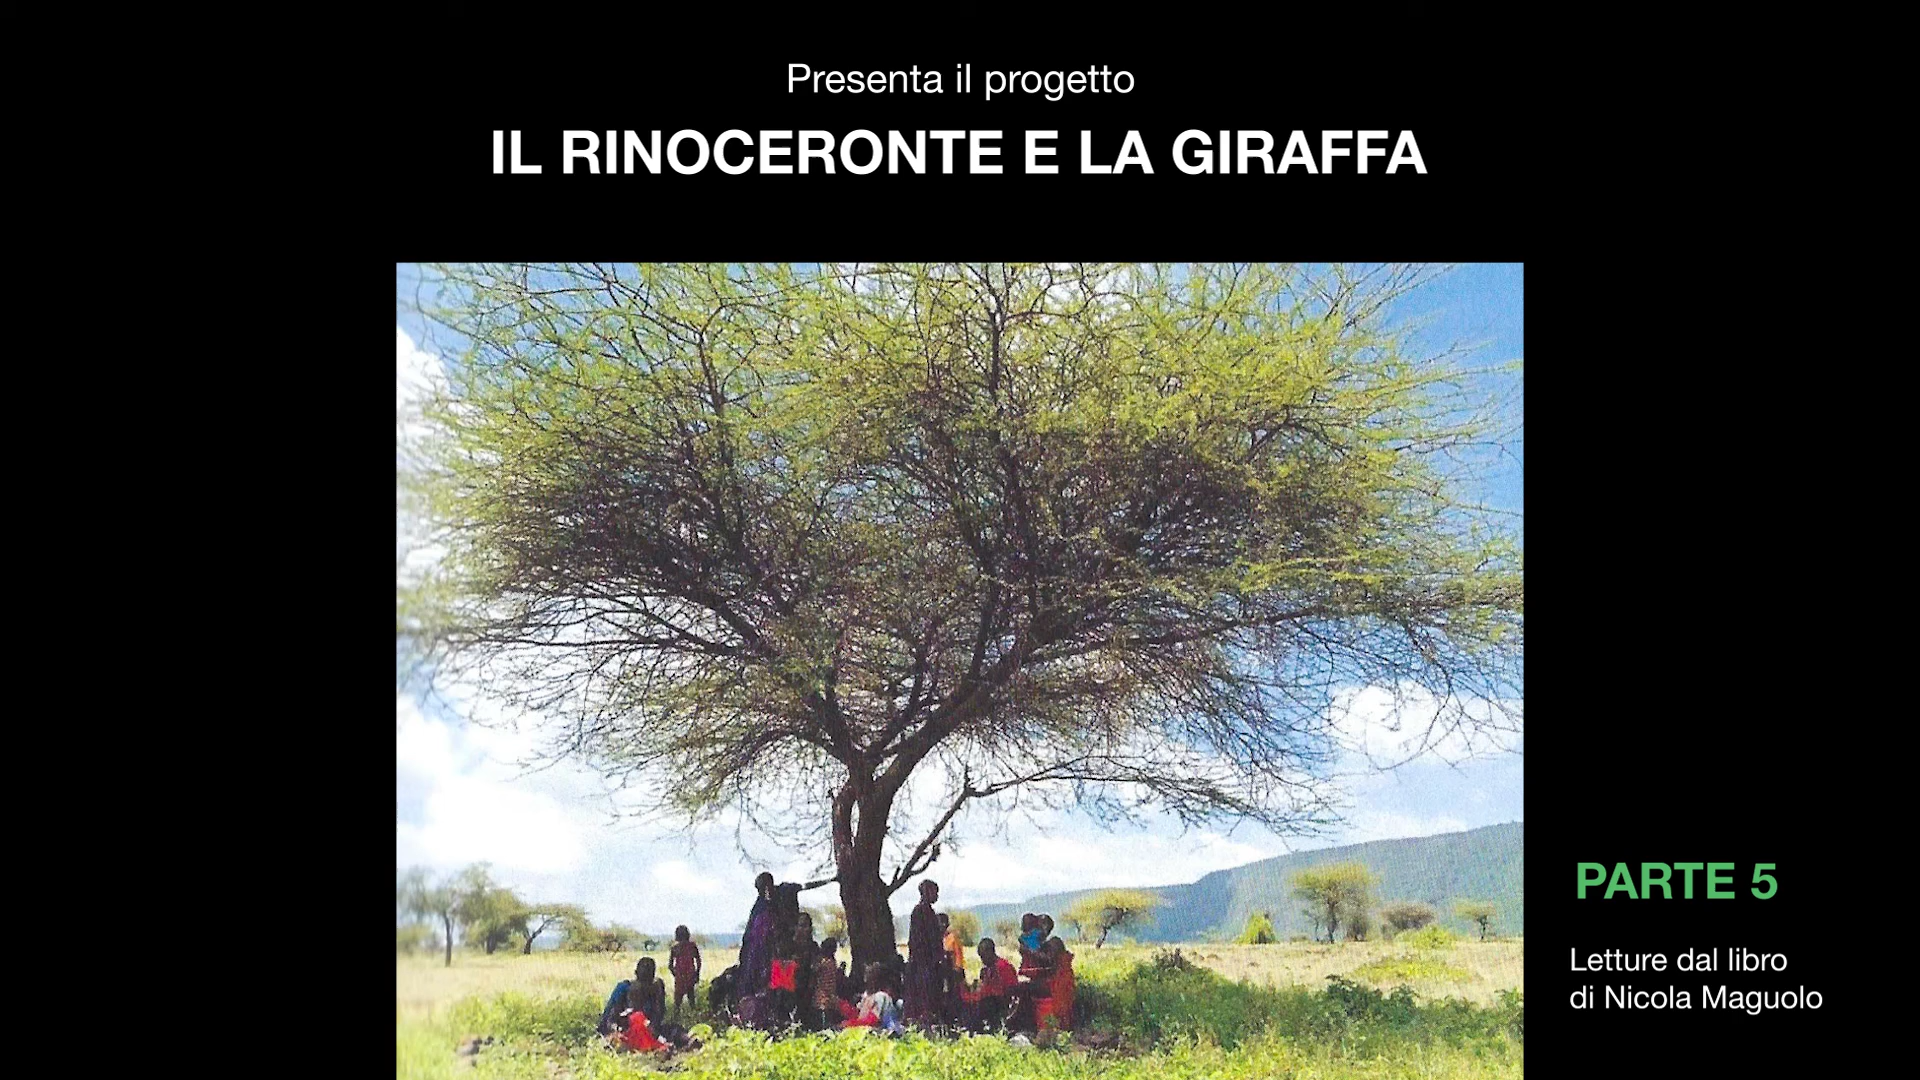 Presenta il progetto
IL RINOCERONTE E LA GIRAFFA
PARTE 5
Letture dal libro
di Nicola Maguolo